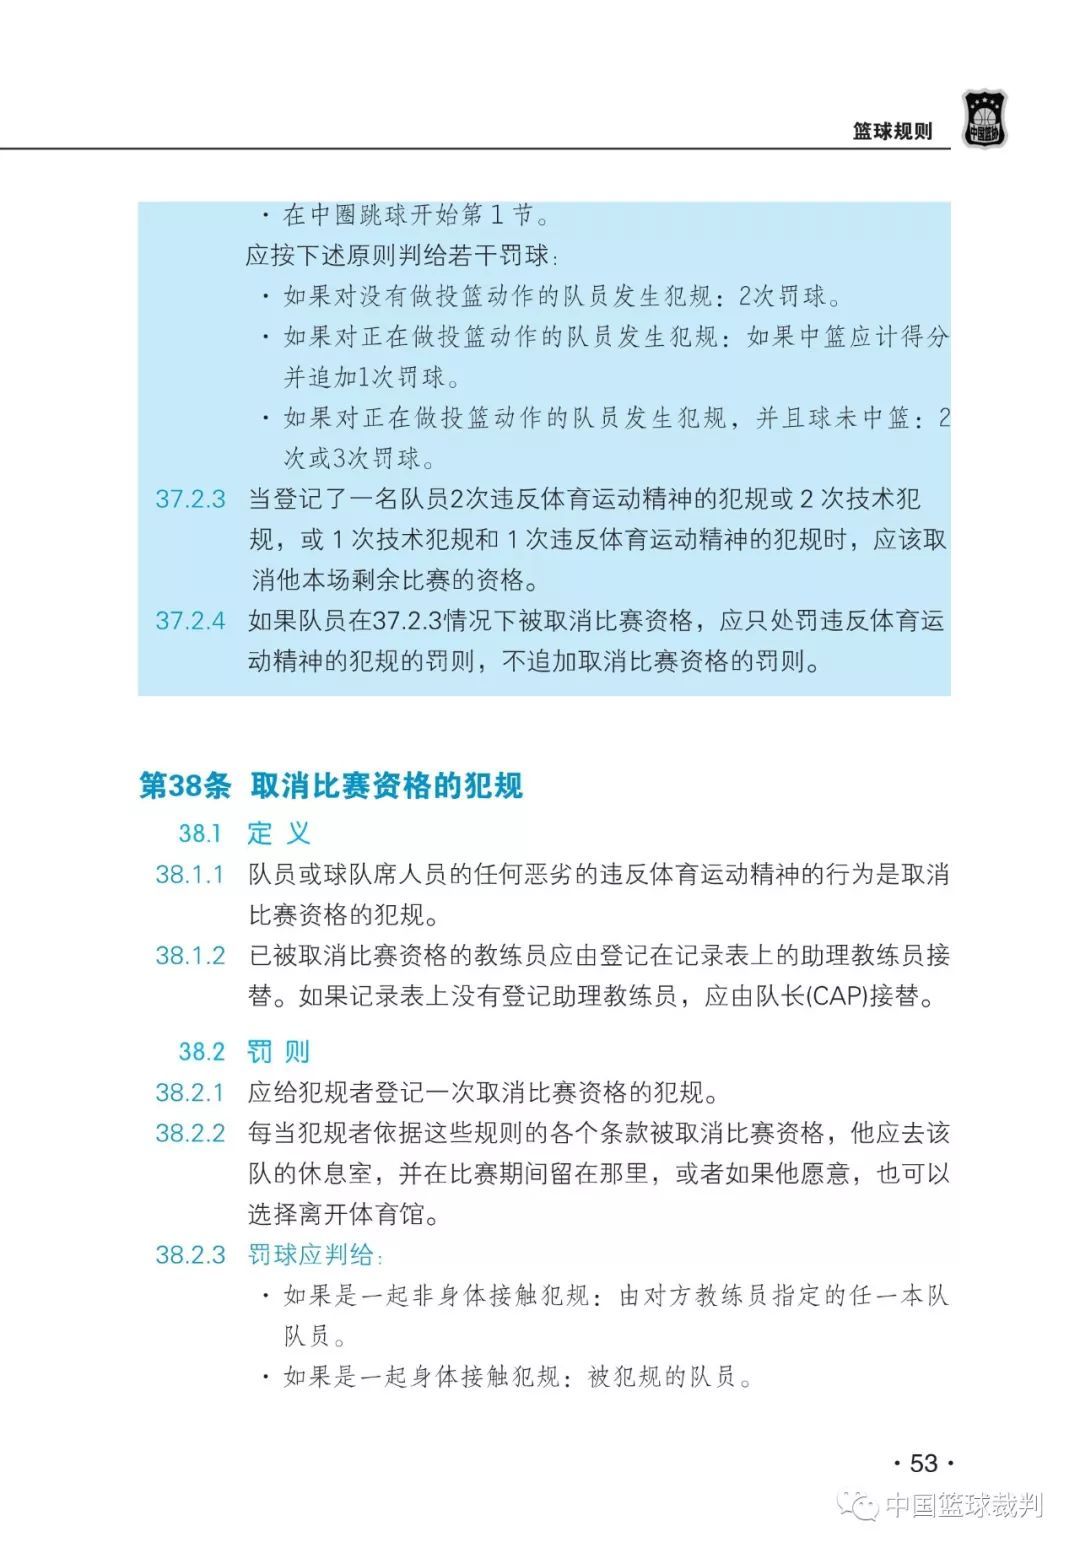 篮球规则
中国篮协
· 在中圈跳球开始第 1 节。
应按下述原则判给若干罚球：
· 如果对没有做投篮动作的队员发生犯规：2次罚球。
· 如果对正在做投篮动作的队员发生犯规：如果中篮应计得分
并追加1次罚球。
· 如果对正在做投篮动作的队员发生犯规，并且球未中篮：2
次或3次罚球。
37.2.3 当登记了一名队员2次违反体育运动精神的犯规或 2 次技术犯
规，或 1 次技术犯规和 1 次违反体育运动精神的犯规时，应该取
消他本场剩余比赛的资格。
37.2.4 如果队员在37.2.3情况下被取消比赛资格，应只处罚违反体育运
动精神的犯规的罚则，不追加取消比赛资格的罚则。
第38条 取消比赛资格的犯规
38.1 定 义
38.1.1 队员或球队席人员的任何恶劣的违反体育运动精神的行为是取消
比赛资格的犯规。
38.1.2 已被取消比赛资格的教练员应由登记在记录表上的助理教练员接
替。如果记录表上没有登记助理教练员，应由队长(CAP)接替。
38.2 罚 则
38.2.1 应给犯规者登记一次取消比赛资格的犯规。
38.2.2 每当犯规者依据这些规则的各个条款被取消比赛资格，他应去该
队的休息室，并在比赛期间留在那里，或者如果他愿意，也可以
选择离开体育馆。
38.2.3 罚球应判给：
· 如果是一起非身体接触犯规：由对方教练员指定的任一本队
队员。
· 如果是一起身体接触犯规：被犯规的队员。
· 53 ·
中国篮球裁判